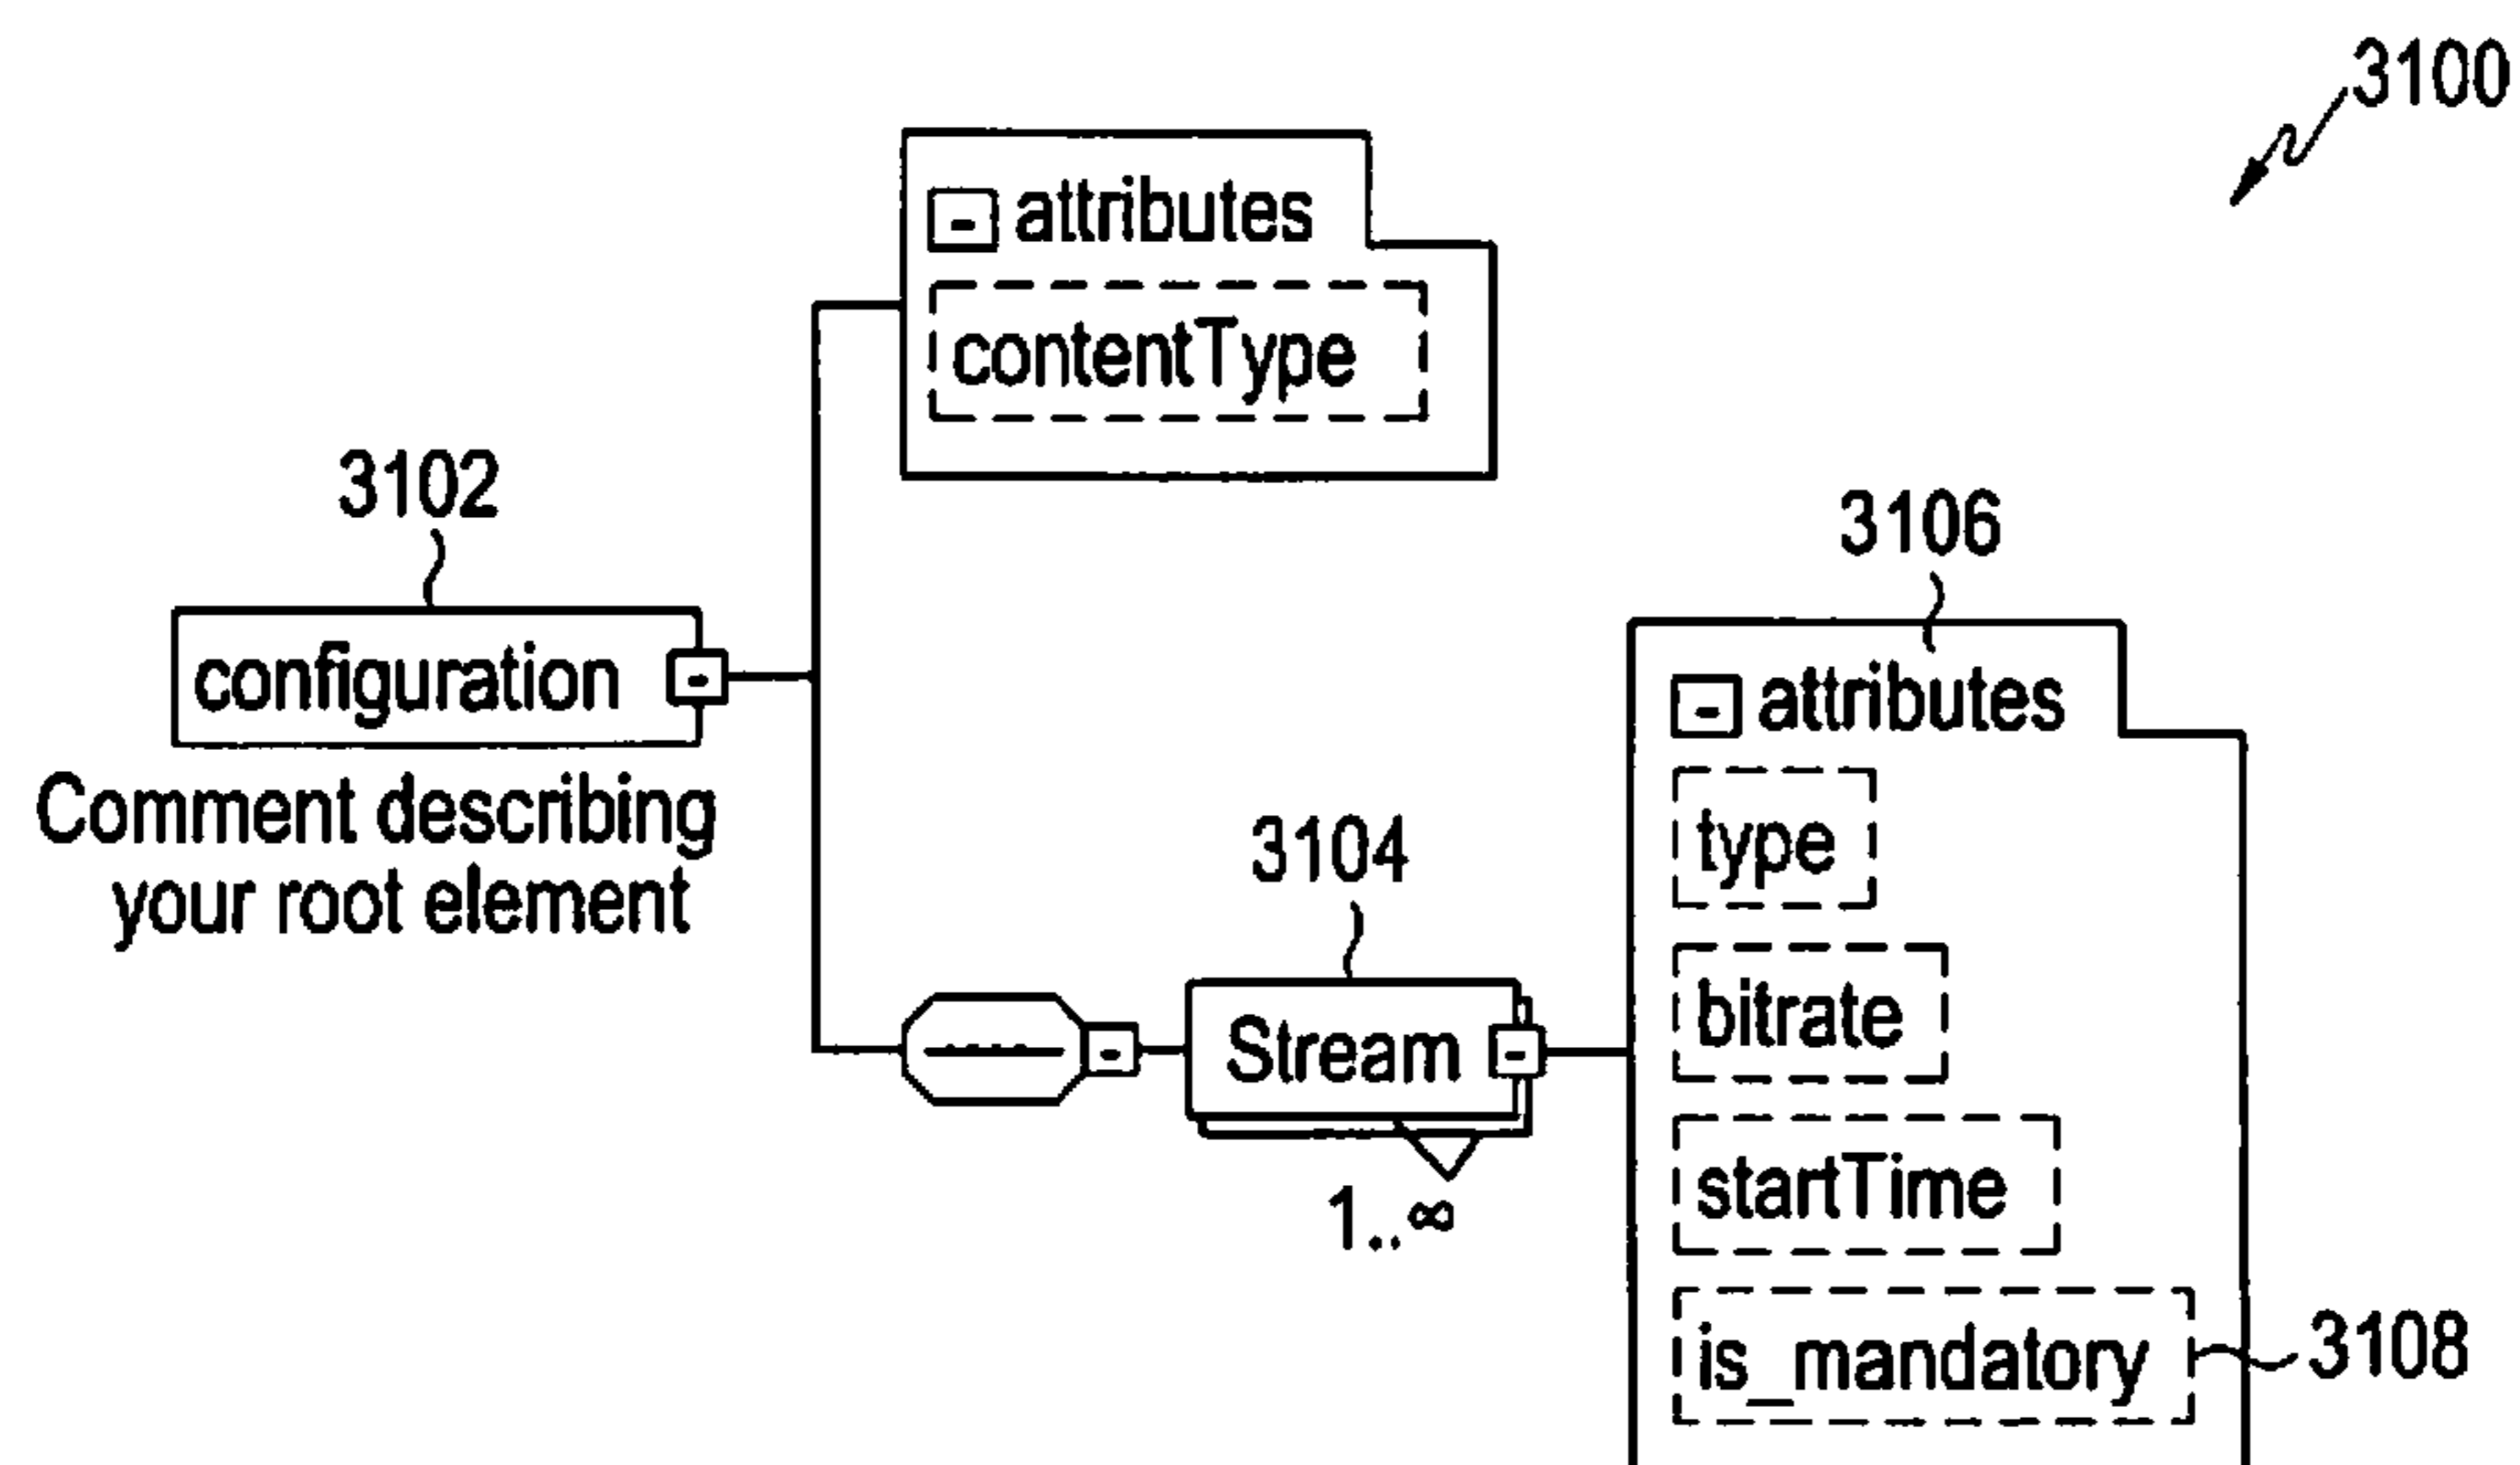 3100
- attributes
contentType
3102
configuration -
Comment describing
your root element
3106
- attributes
type
bitrate
startTime
is_mandatory
3108
3104
- Stream -
1..∞